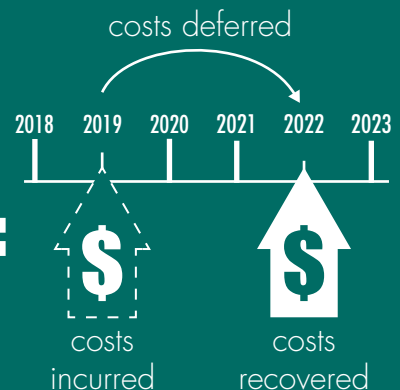 costs deferred
2018 2019 2020 2021 2022 2023
:
$ $
costs costs
incurred recovered